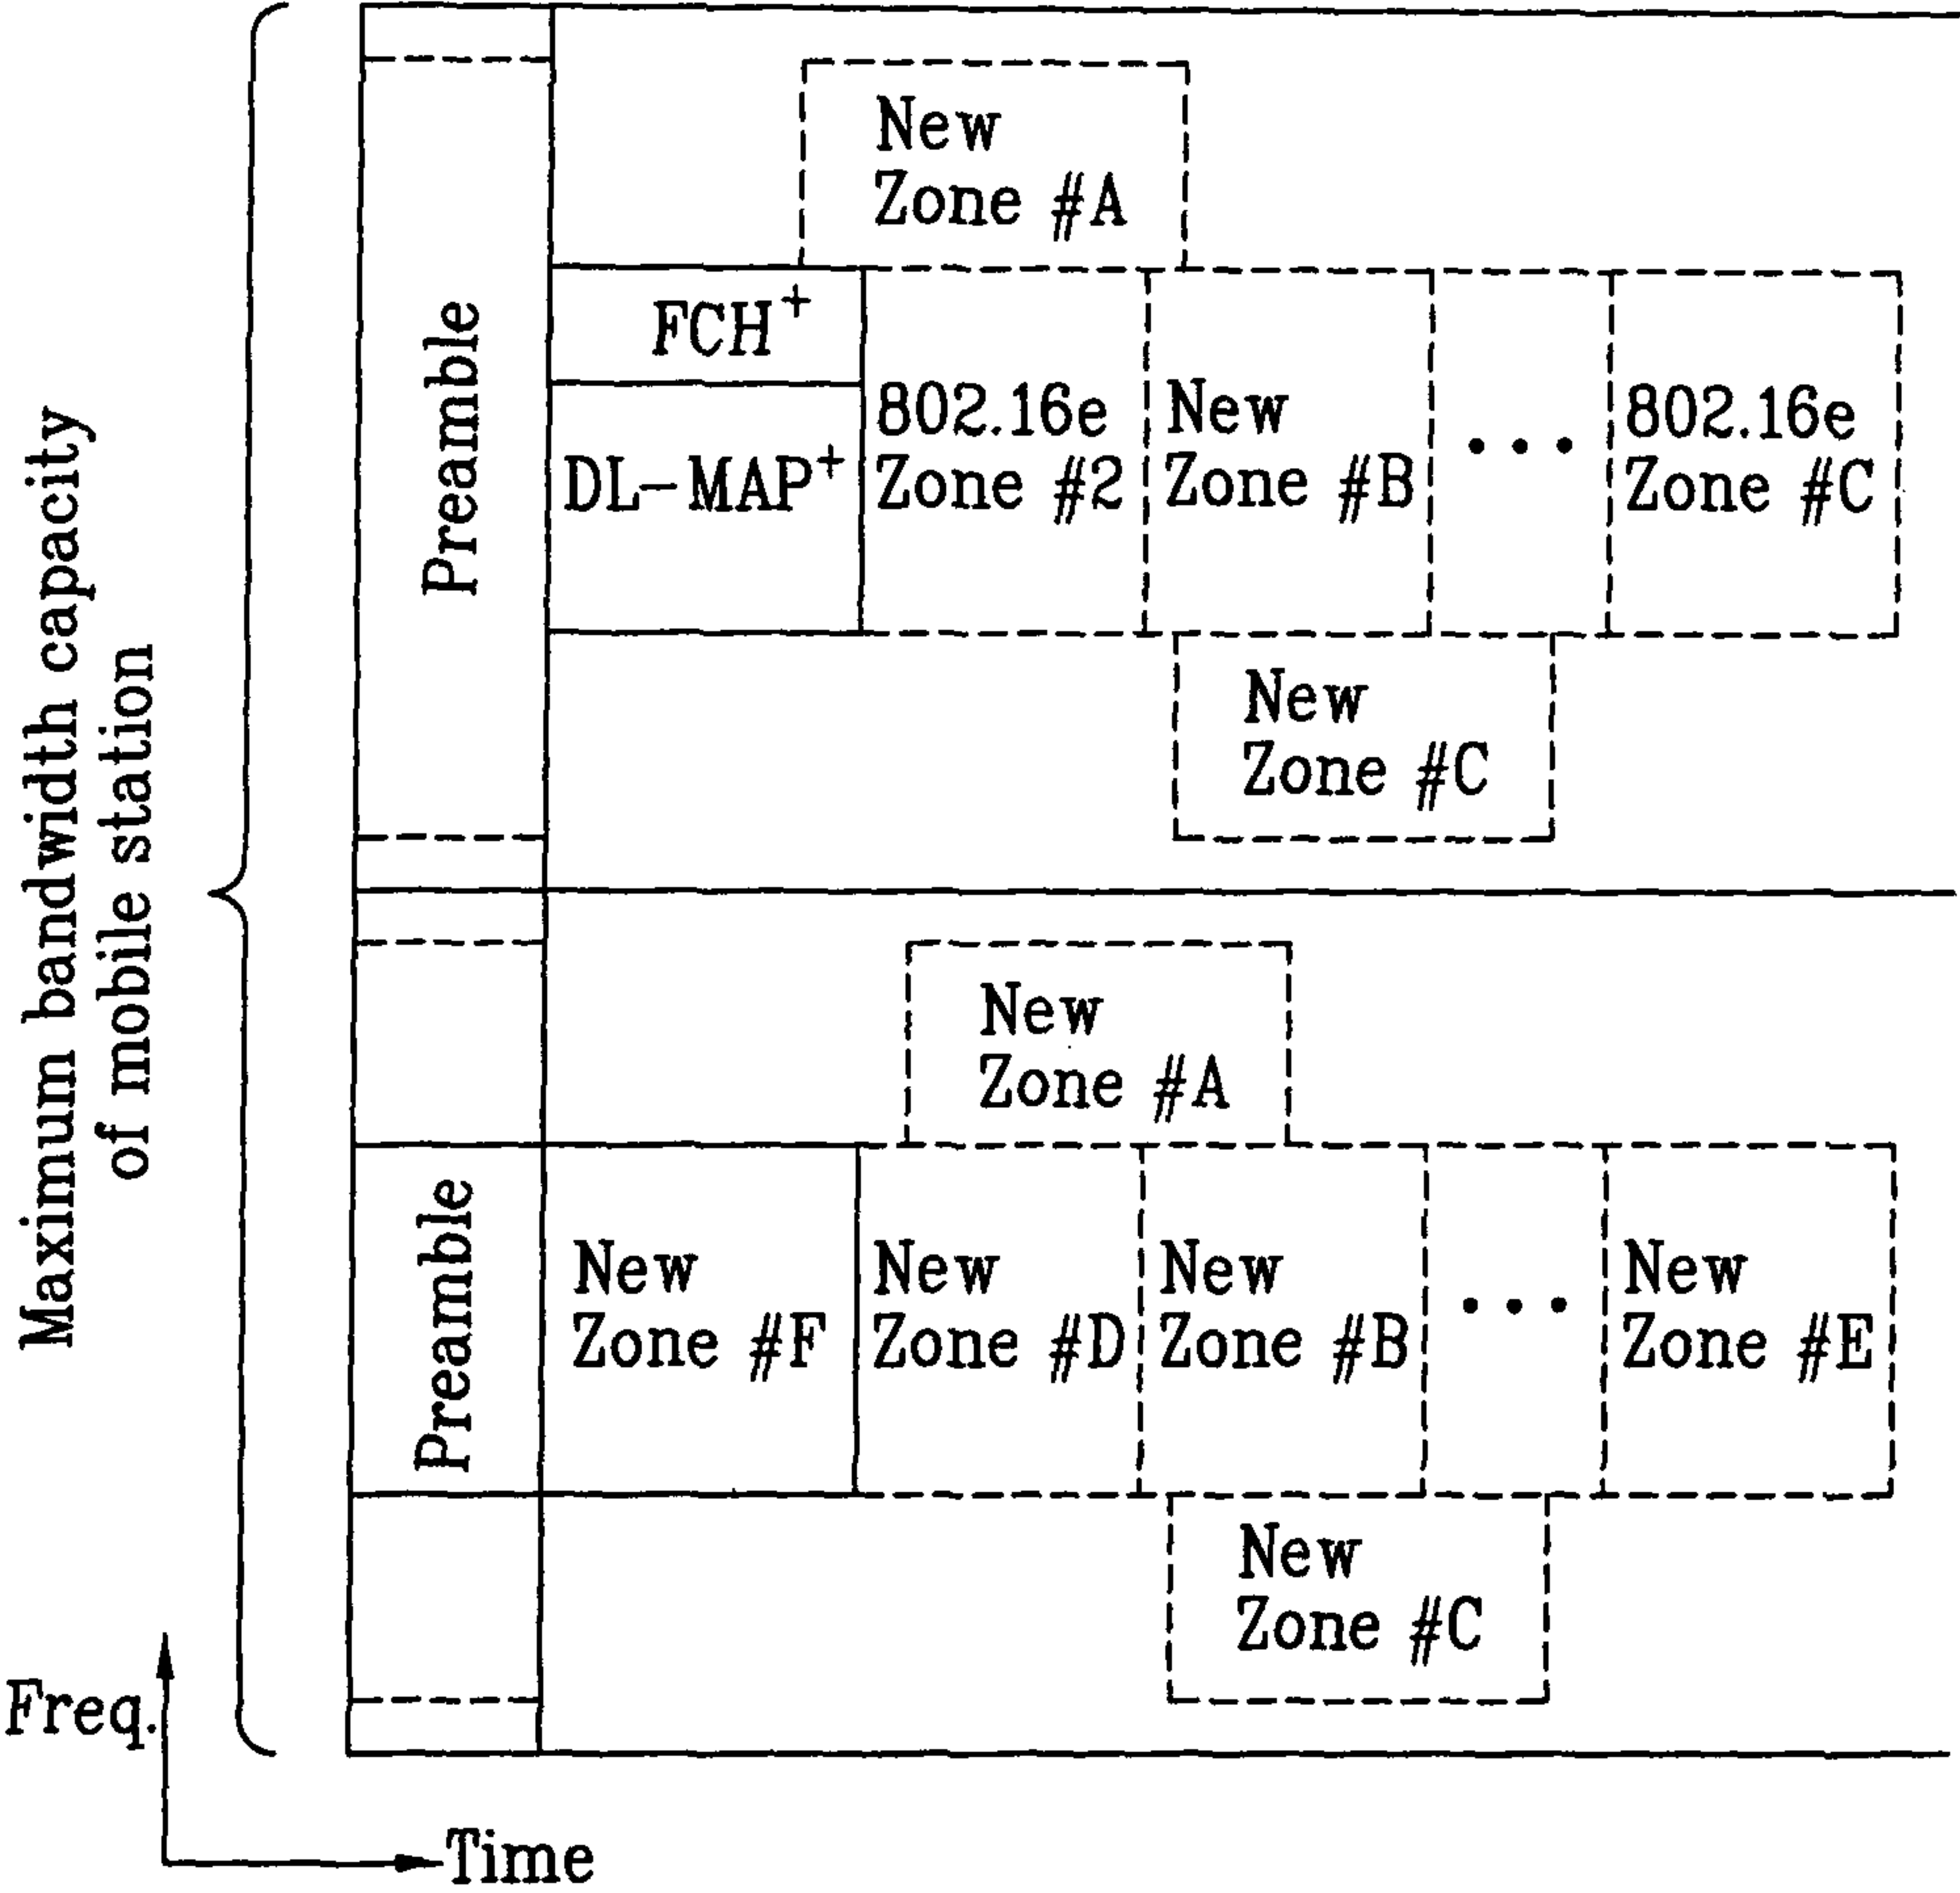 Maximum bandwidth capacity
of mobile station
Preamble
New
Zone #A
FCH+
DL-MAP+
802.16e
Zone #2
New
Zone #B
...
802.16e
Zone #C
New
Zone #C
Preamble
New
Zone #A
New
Zone #F
New
Zone #D
New
Zone #B
...
New
Zone #E
New
Zone #C
Freq.
Time